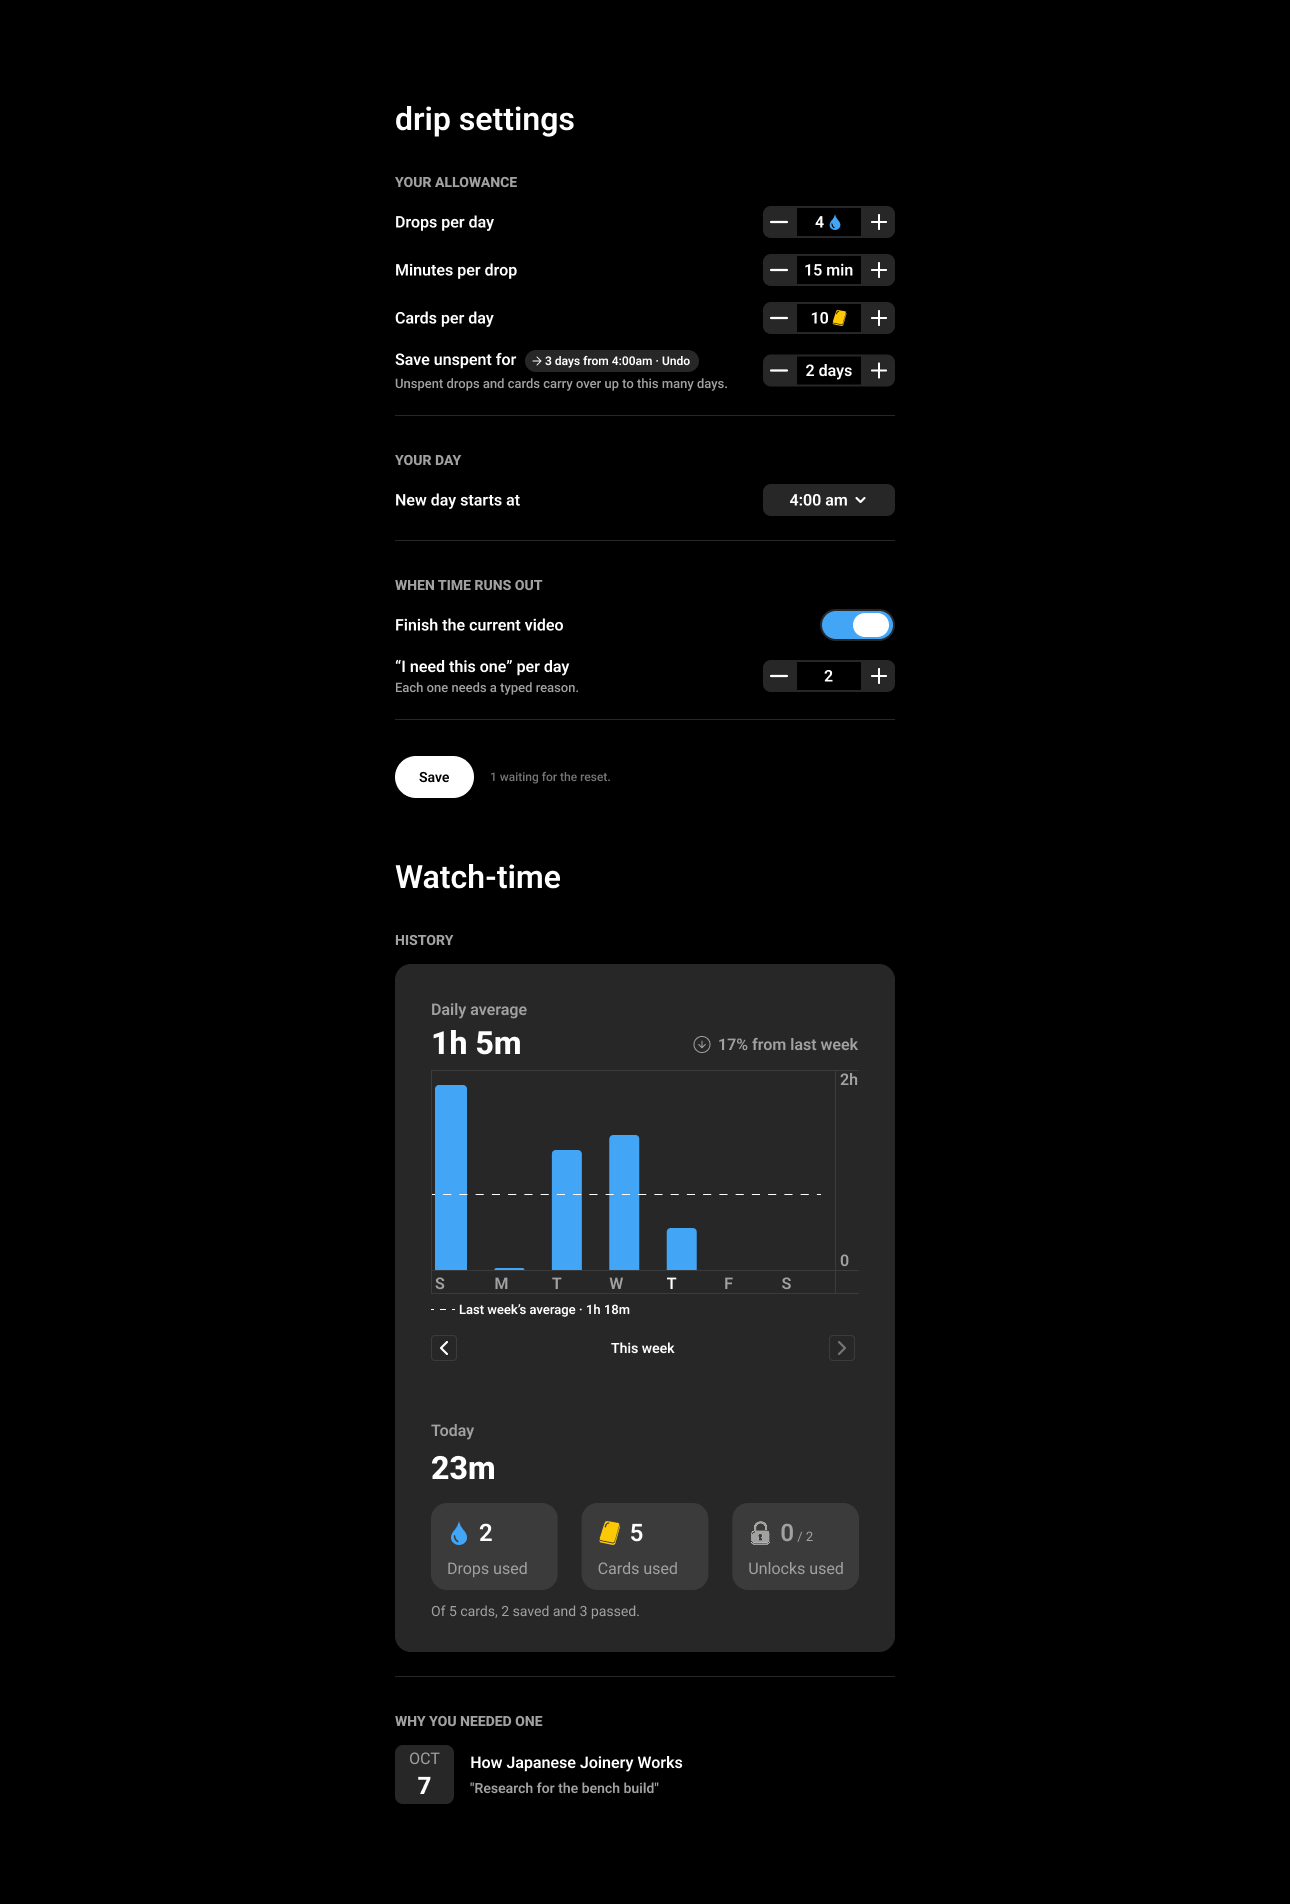 drip settings
YOUR ALLOWANCE
Drops per day
4
Minutes per drop
15 min
Cards per day
10
Save unspent for → 3 days from 4:00am · Undo
Unspent drops and cards carry over up to this many days.
2 days
YOUR DAY
New day starts at
4:00 am
WHEN TIME RUNS OUT
Finish the current video
“I need this one” per day
Each one needs a typed reason.
2
Save
1 waiting for the reset.
Watch-time
HISTORY
Daily average
1h 5m
17% from last week
2h
0
S M T W T F S
Last week’s average · 1h 18m
This week
Today
23m
2
Drops used
5
Cards used
0 / 2
Unlocks used
Of 5 cards, 2 saved and 3 passed.
WHY YOU NEEDED ONE
OCT
7
How Japanese Joinery Works
"Research for the bench build"